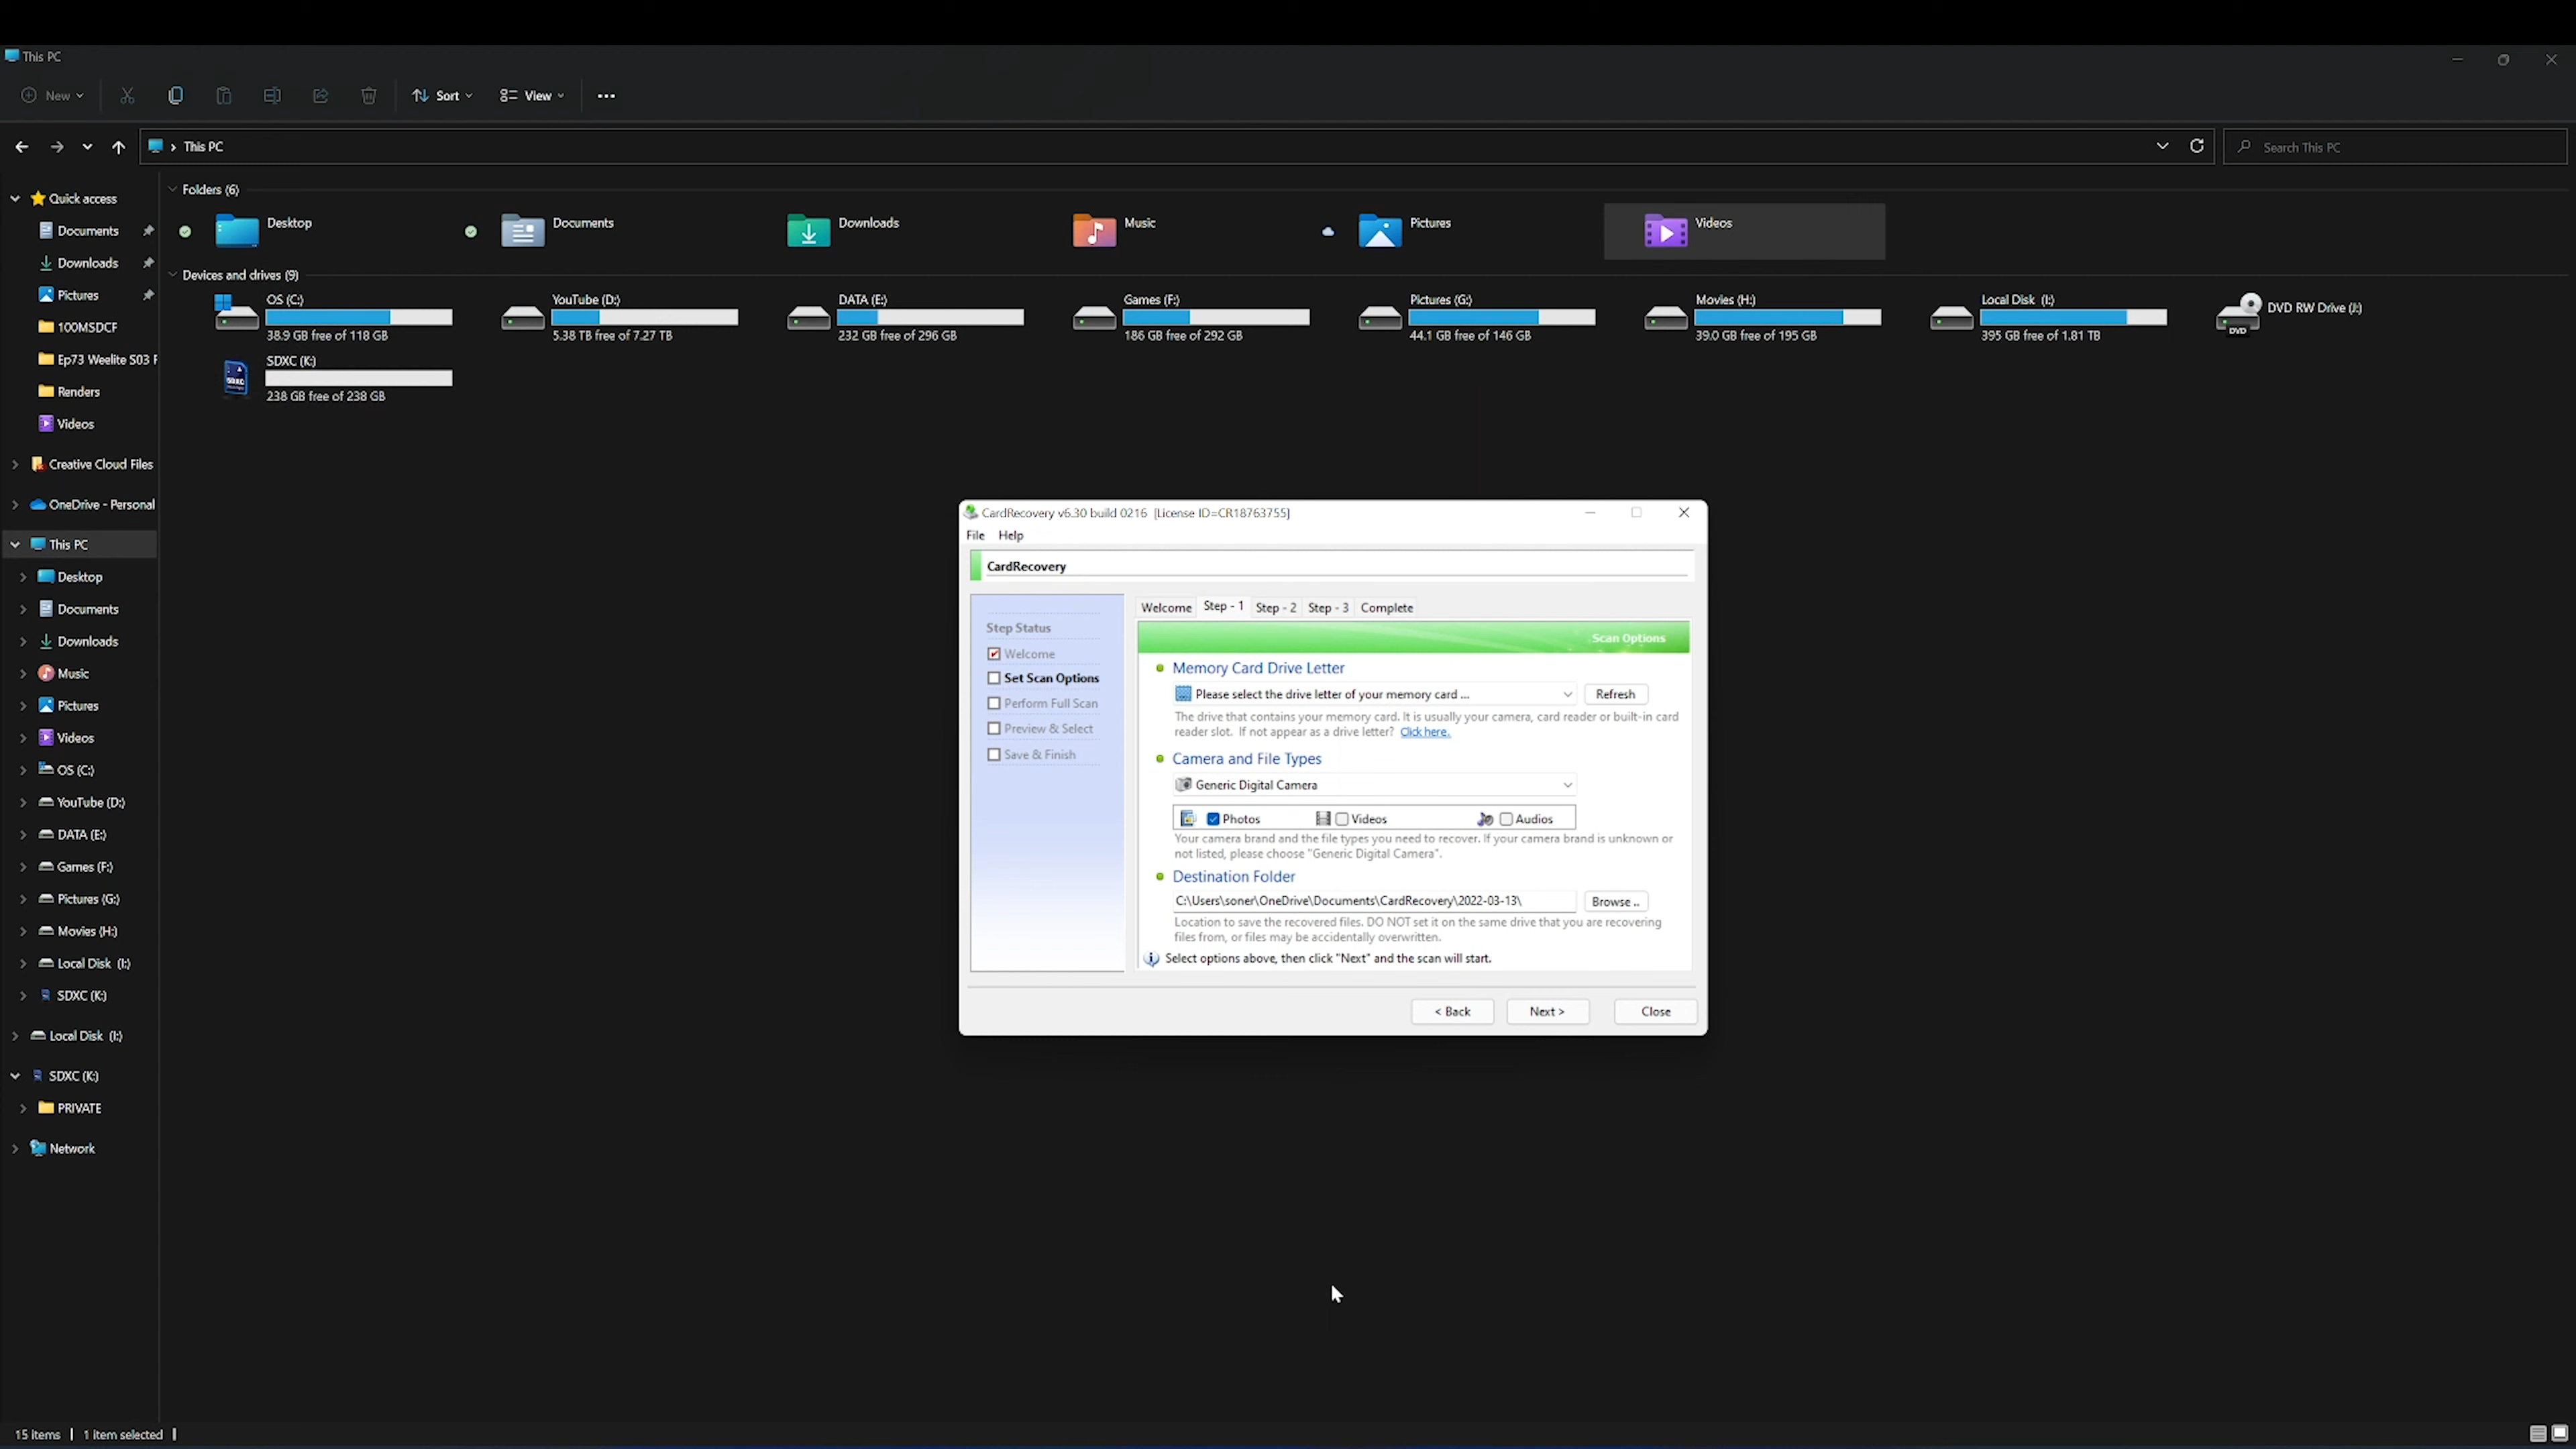 This PC
New
Sort
View
This PC
Search This PC
Quick access
Documents
Downloads
Pictures
100MSDCF
Ep73 Weelite S03 F
Renders
Videos
Creative Cloud Files
OneDrive - Personal
This PC
Desktop
Documents
Downloads
Music
Pictures
Videos
OS (C:)
YouTube (D:)
DATA (E:)
Games (F:)
Pictures (G:)
Movies (H:)
Local Disk (I:)
SDXC (K:)
Local Disk (I:)
SDXC (K:)
PRIVATE
Network
Folders (6)
Desktop
Documents
Downloads
Music
Pictures
Videos
Devices and drives (9)
OS (C:)
38.9 GB free of 118 GB
YouTube (D:)
5.38 TB free of 7.27 TB
DATA (E:)
232 GB free of 296 GB
Games (F:)
186 GB free of 292 GB
Pictures (G:)
44.1 GB free of 146 GB
Movies (H:)
39.0 GB free of 195 GB
Local Disk (I:)
395 GB free of 1.81 TB
DVD
DVD RW Drive (J:)
SDXC
SDXC (K:)
238 GB free of 238 GB
CardRecovery v6.30 build 0216 [License ID=CR18763755]
File Help
CardRecovery
Step Status
Welcome
Set Scan Options
Perform Full Scan
Preview & Select
Save & Finish
Welcome Step - 1 Step - 2 Step - 3 Complete
Scan Options
Memory Card Drive Letter
Please select the drive letter of your memory card ...
Refresh
The drive that contains your memory card. It is usually your camera, card reader or built-in card
reader slot. If not appear as a drive letter? Click here.
Camera and File Types
Generic Digital Camera
Photos Videos Audios
Your camera brand and the file types you need to recover. If your camera brand is unknown or
not listed, please choose "Generic Digital Camera".
Destination Folder
C:\Users\soner\OneDrive\Documents\CardRecovery\2022-03-13\
Browse ..
Location to save the recovered files. DO NOT set it on the same drive that you are recovering
files from, or files may be accidentally overwritten.
Select options above, then click "Next" and the scan will start.
< Back Next > Close
15 items 1 item selected